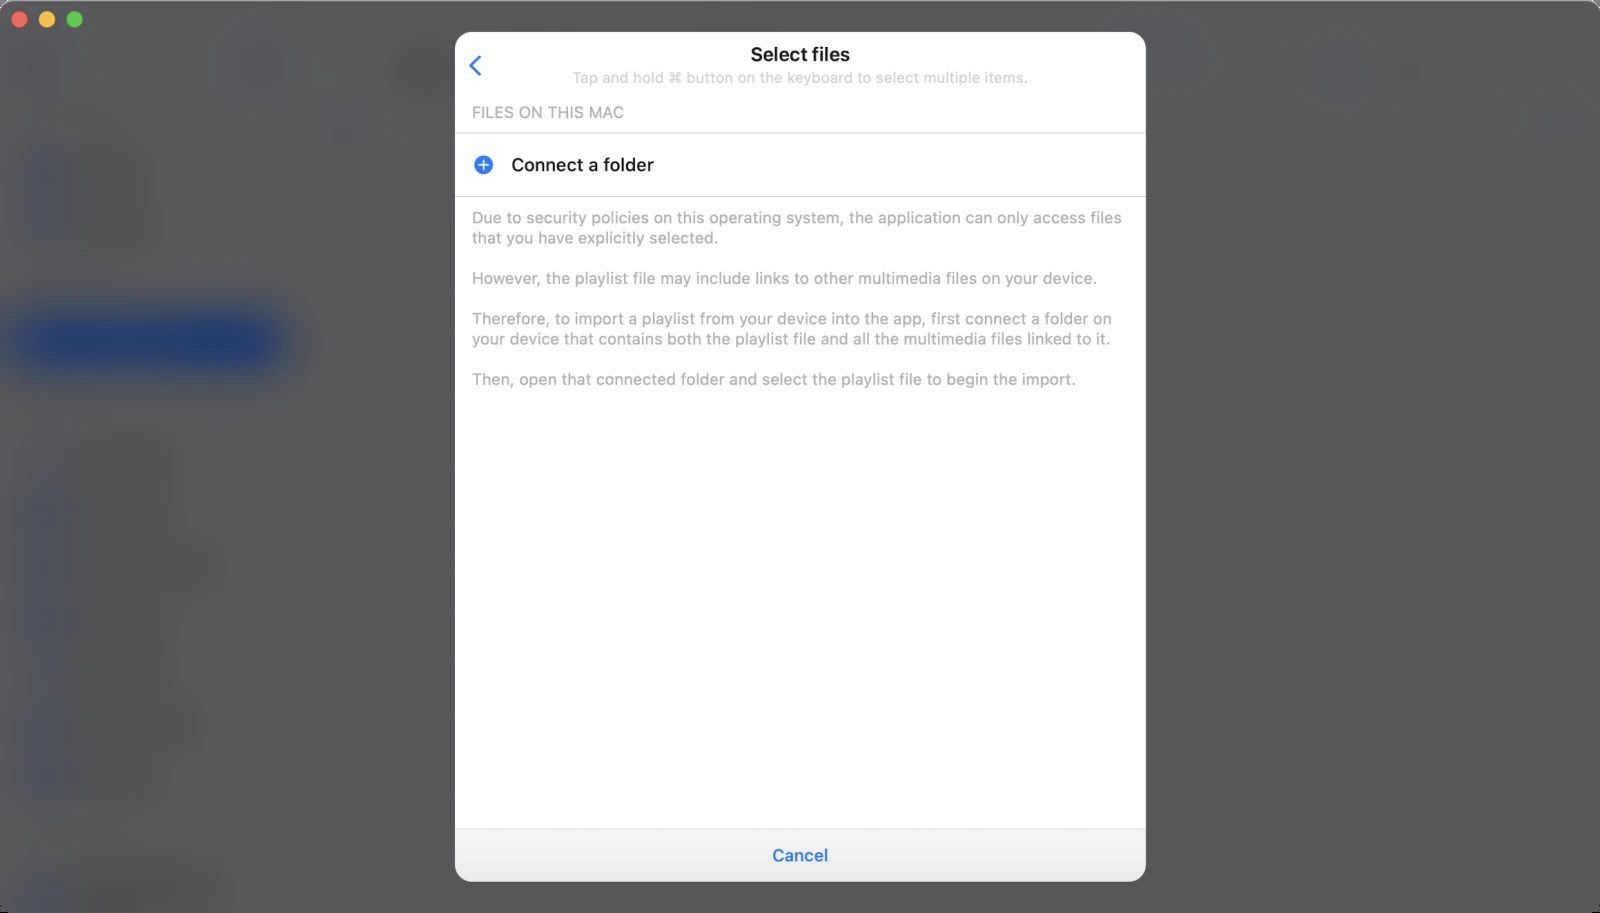 Select files
Tap and hold ⌘ button on the keyboard to select multiple items.
FILES ON THIS MAC
Connect a folder
Due to security policies on this operating system, the application can only access files
that you have explicitly selected.
However, the playlist file may include links to other multimedia files on your device.
Therefore, to import a playlist from your device into the app, first connect a folder on
your device that contains both the playlist file and all the multimedia files linked to it.
Then, open that connected folder and select the playlist file to begin the import.
Cancel